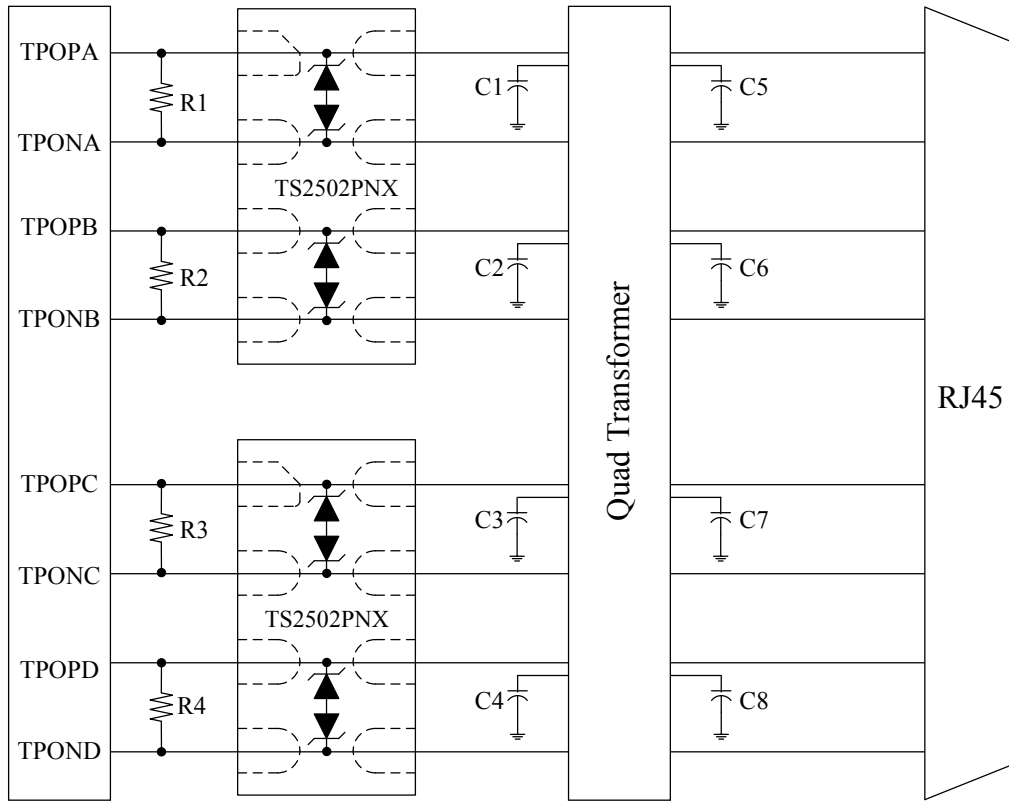 TPOPA
R1
C1
C5
TPONA
TS2502PNX
TPOPB
R2
C2
C6
TPONB
Quad Transformer
RJ45
TPOPC
R3
C3
C7
TPONC
TS2502PNX
TPOPD
R4
C4
C8
TPOND